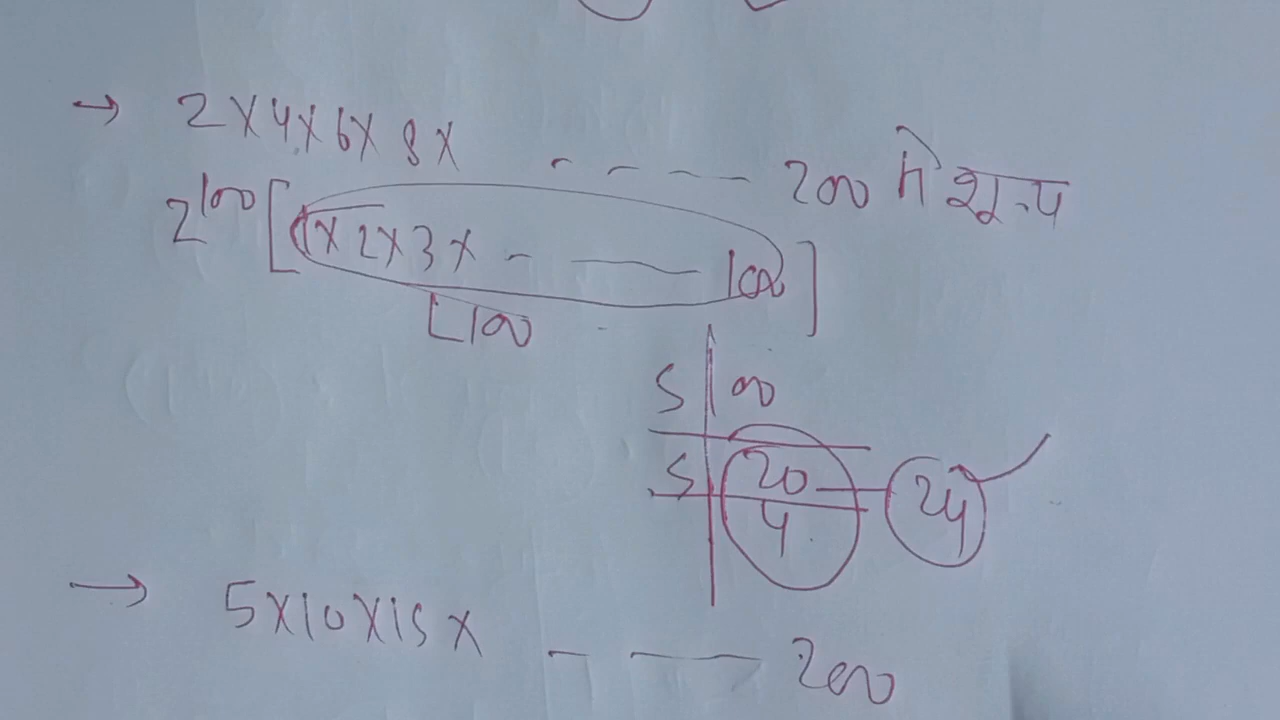 → 2×4×6×8× - - - — 200 में शून्य
2^100 [1×2×3× - — 100]
|100
5 | 100
5 | 20 — 24
4
→ 5×10×15× - — 200